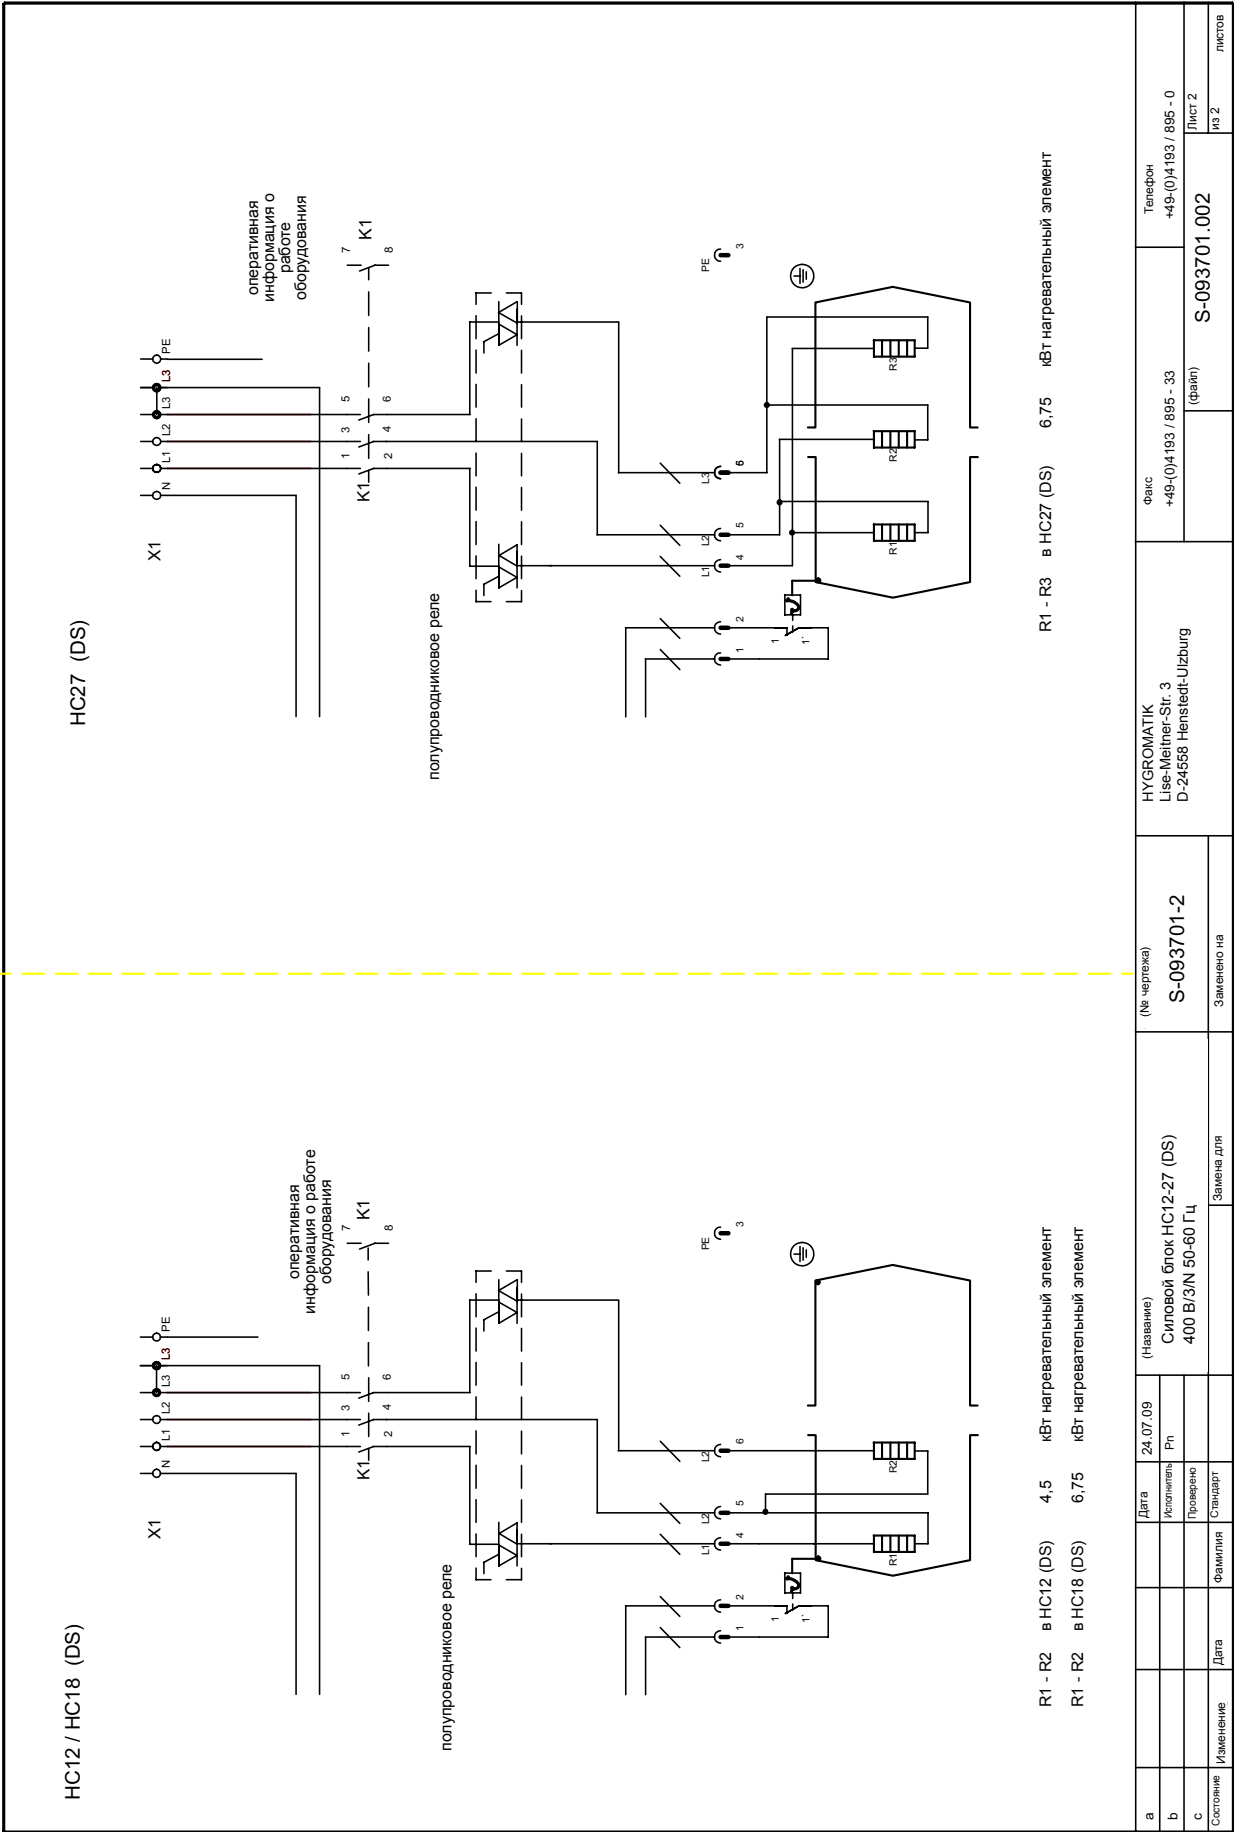 HC12 / HC18 (DS)
X1
N
L1
L2
L3
L3
PE
оперативная
информация о работе
оборудования
K1
1
2
3
4
5
6
K1
7
8
полупроводниковое реле
1
2
L1
4
L2
5
L2
6
PE
3
1
1'
R1
R2
R1 - R2 в HC12 (DS) 4,5 кВт нагревательный элемент
R1 - R2 в HC18 (DS) 6,75 кВт нагревательный элемент
HC27 (DS)
X1
N
L1
L2
L3
L3
PE
оперативная
информация о
работе
оборудования
K1
1
2
3
4
5
6
K1
7
8
полупроводниковое реле
1
2
L1
4
L2
5
L3
6
PE
3
1
1'
R1
R2
R3
R1 - R3 в HC27 (DS) 6,75 кВт нагревательный элемент
a
b
c
Состояние
Изменение
Дата
Фамилия
Дата
24.07.09
Исполнитель
Pn
Проверено
Стандарт
(Название)
Силовой блок HC12-27 (DS)
400 В/3/N 50-60 Гц
Замена для
(№ чертежа)
S-093701-2
Заменено на
HYGROMATIK
Lise-Meitner-Str. 3
D-24558 Henstedt-Ulzburg
Факс
+49-(0)4193 / 895 - 33
Телефон
+49-(0)4193 / 895 - 0
(файл)
S-093701.002
Лист 2
из 2 листов